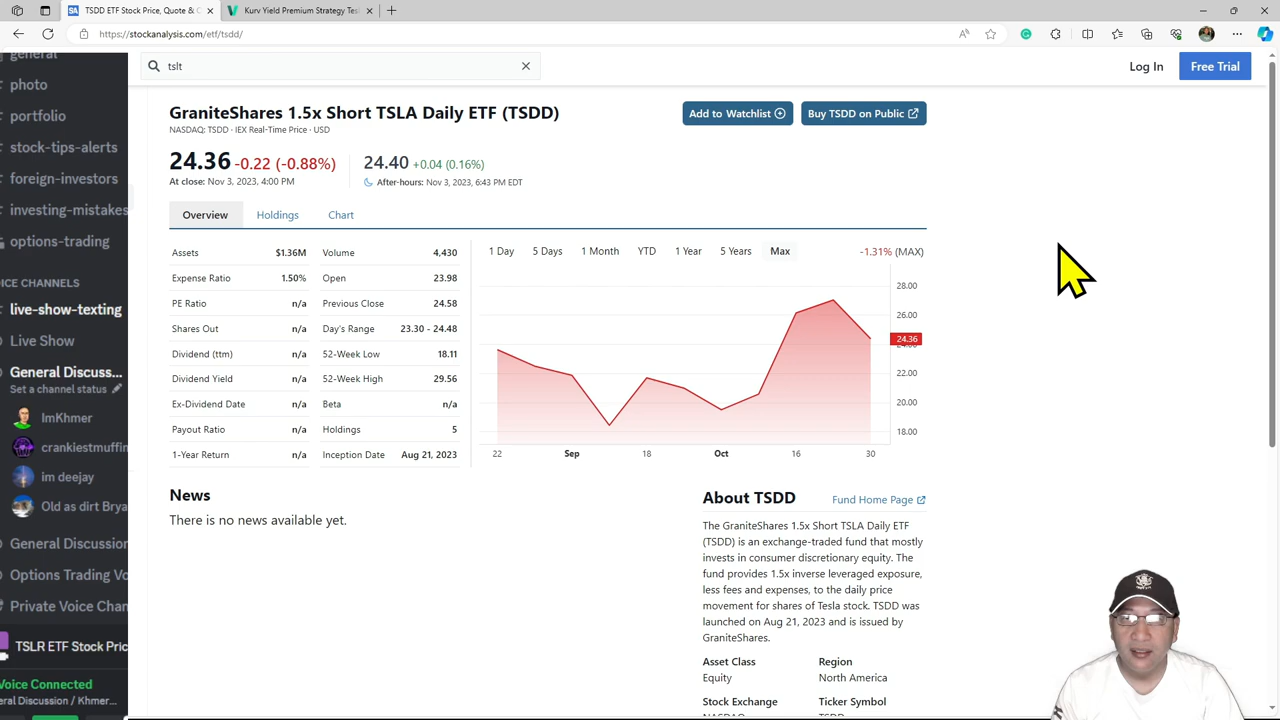 TSDD ETF Stock Price, Quote & C
Kurv Yield Premium Strategy Tes
https://stockanalysis.com/etf/tsdd/
general
photo
portfolio
stock-tips-alerts
foreign-investors
investing-mistakes
options-trading
OICE CHANNELS
live-show-texting
Live Show
General Discuss...
Set a channel status
ImKhmer
crankiestmuffin
im deejay
Old as dirt Brya
General Discussion
Options Trading Vo
Private Voice Chan
TSLR ETF Stock Pric
Voice Connected
eneral Discussion / Khmer...
tslt
Log In
Free Trial
GraniteShares 1.5x Short TSLA Daily ETF (TSDD)
NASDAQ: TSDD · IEX Real-Time Price · USD
Add to Watchlist
Buy TSDD on Public
24.36 -0.22 (-0.88%)
At close: Nov 3, 2023, 4:00 PM
24.40 +0.04 (0.16%)
After-hours: Nov 3, 2023, 6:43 PM EDT
Overview Holdings Chart
Assets $1.36M Volume 4,430
Expense Ratio 1.50% Open 23.98
PE Ratio n/a Previous Close 24.58
Shares Out n/a Day's Range 23.30 - 24.48
Dividend (ttm) n/a 52-Week Low 18.11
Dividend Yield n/a 52-Week High 29.56
Ex-Dividend Date n/a Beta n/a
Payout Ratio n/a Holdings 5
1-Year Return n/a Inception Date Aug 21, 2023
1 Day 5 Days 1 Month YTD 1 Year 5 Years Max -1.31% (MAX)
28.00
26.00
24.36
22.00
20.00
18.00
22 Sep 18 Oct 16 30
News
There is no news available yet.
About TSDD
Fund Home Page
The GraniteShares 1.5x Short TSLA Daily ETF
(TSDD) is an exchange-traded fund that mostly
invests in consumer discretionary equity. The
fund provides 1.5x inverse leveraged exposure,
less fees and expenses, to the daily price
movement for shares of Tesla stock. TSDD was
launched on Aug 21, 2023 and is issued by
GraniteShares.
Asset Class Region
Equity North America
Stock Exchange Ticker Symbol
NASDAQ TSDD